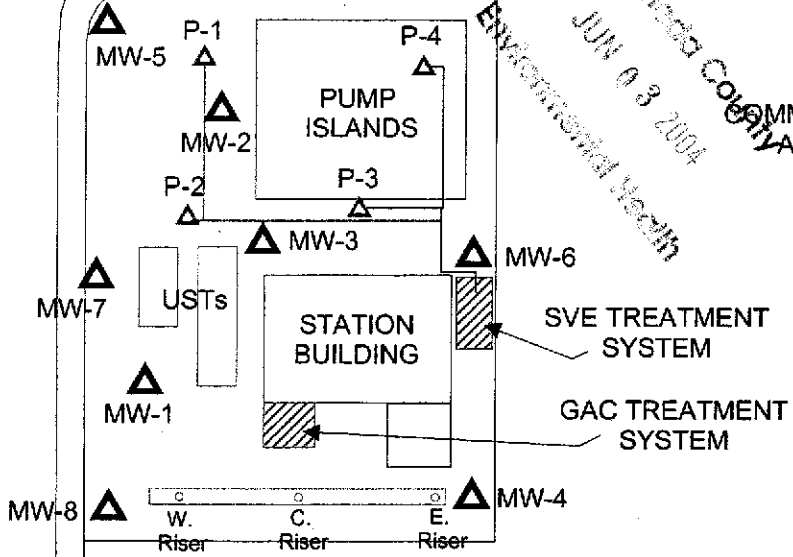 MW-5
P-1
P-4
MW-2
PUMP
ISLANDS
P-2
P-3
MW-3
MW-6
MW-7
USTs
STATION
BUILDING
SVE TREATMENT
SYSTEM
MW-1
GAC TREATMENT
SYSTEM
MW-8
MW-4
W.
Riser
C.
Riser
E.
Riser
County
JUN 03 2004
Environmental Health